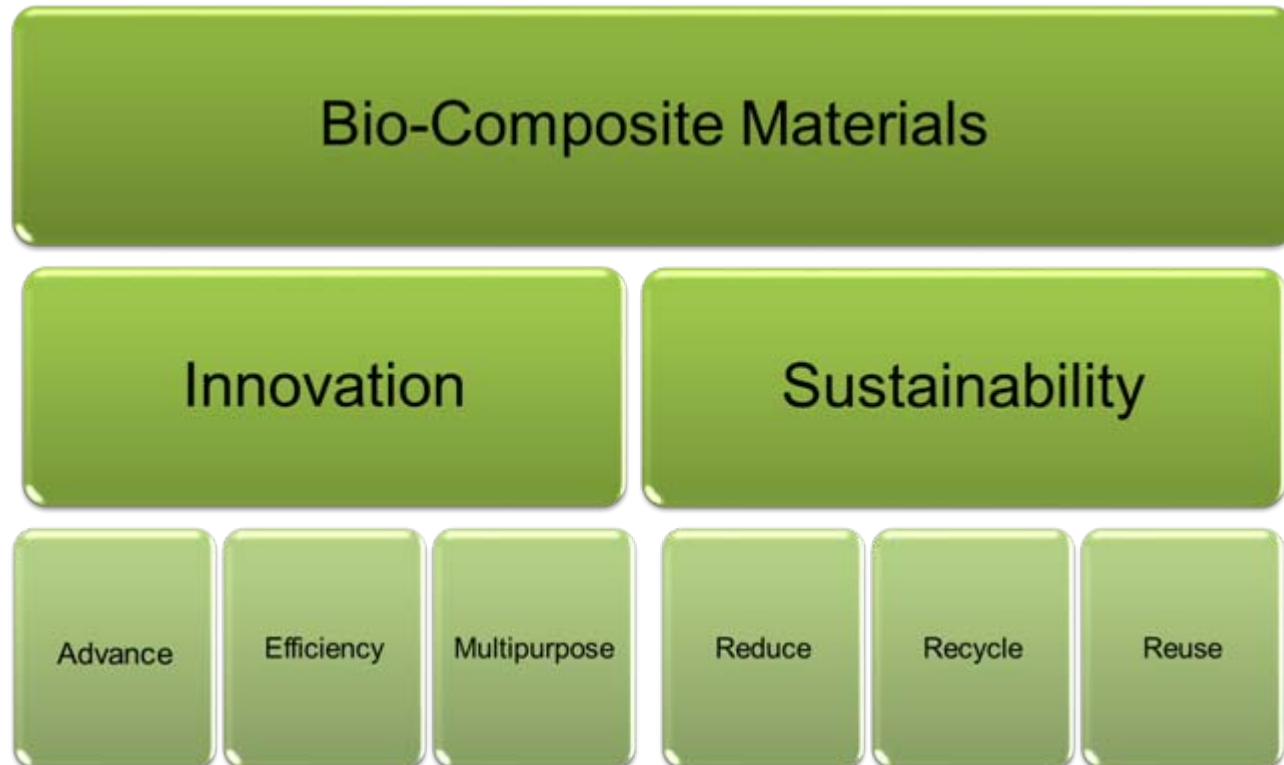 Bio-Composite Materials
Innovation
Sustainability
Advance
Efficiency
Multipurpose
Reduce
Recycle
Reuse